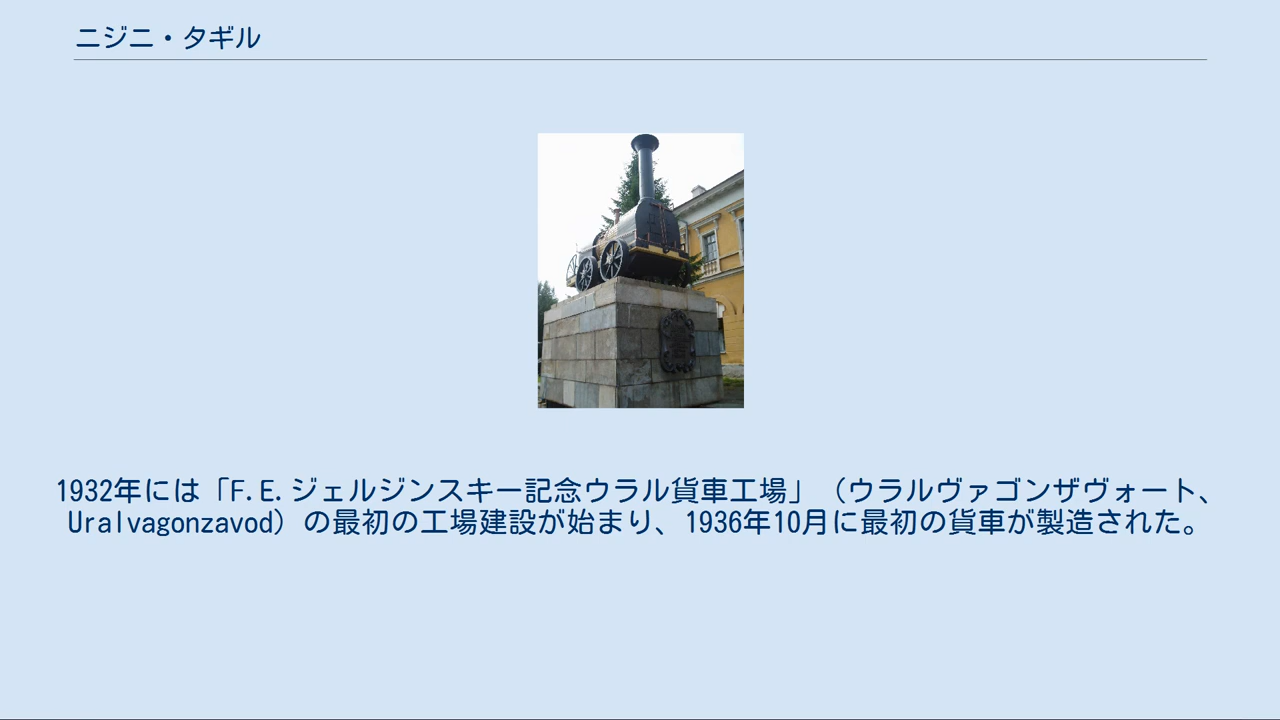 ニジニ・タギル
1932年には「F.E.ジェルジンスキー記念ウラル貨車工場」（ウラルヴァゴンザヴォート、
Uralvagonzavod）の最初の工場建設が始まり、1936年10月に最初の貨車が製造された。